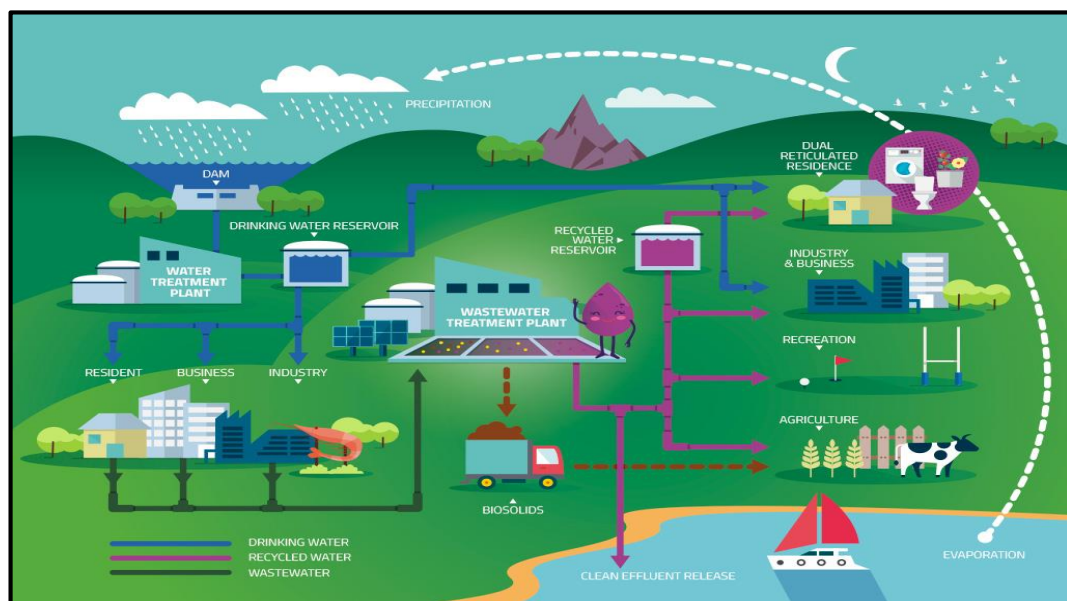 PRECIPITATION
DAM
DUAL
RETICULATED
RESIDENCE
DRINKING WATER RESERVOIR
RECYCLED
WATER
RESERVOIR
WATER
TREATMENT
PLANT
INDUSTRY
& BUSINESS
WASTEWATER
TREATMENT PLANT
RECREATION
RESIDENT
BUSINESS
INDUSTRY
AGRICULTURE
BIOSOLIDS
DRINKING WATER
RECYCLED WATER
WASTEWATER
CLEAN EFFLUENT RELEASE
EVAPORATION